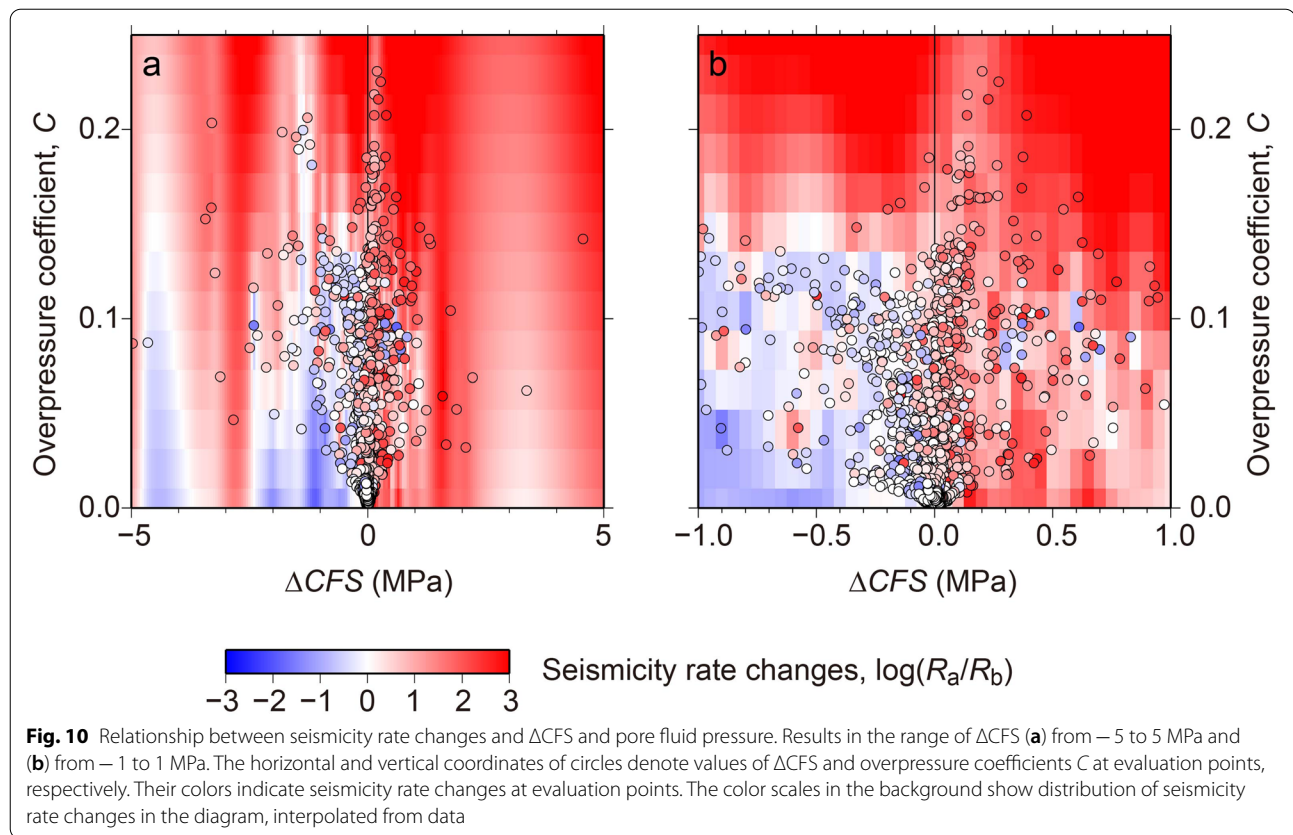 a
b
Overpressure coefficient, C
0.2
0.1
0.0
−5
0
5
ΔCFS (MPa)
−1.0
−0.5
0.0
0.5
1.0
ΔCFS (MPa)
0.2
0.1
0.0
Overpressure coefficient, C
−3 −2 −1 0 1 2 3
Seismicity rate changes, log(Ra/Rb)
Fig. 10 Relationship between seismicity rate changes and ΔCFS and pore fluid pressure. Results in the range of ΔCFS (a) from − 5 to 5 MPa and
(b) from − 1 to 1 MPa. The horizontal and vertical coordinates of circles denote values of ΔCFS and overpressure coefficients C at evaluation points,
respectively. Their colors indicate seismicity rate changes at evaluation points. The color scales in the background show distribution of seismicity
rate changes in the diagram, interpolated from data